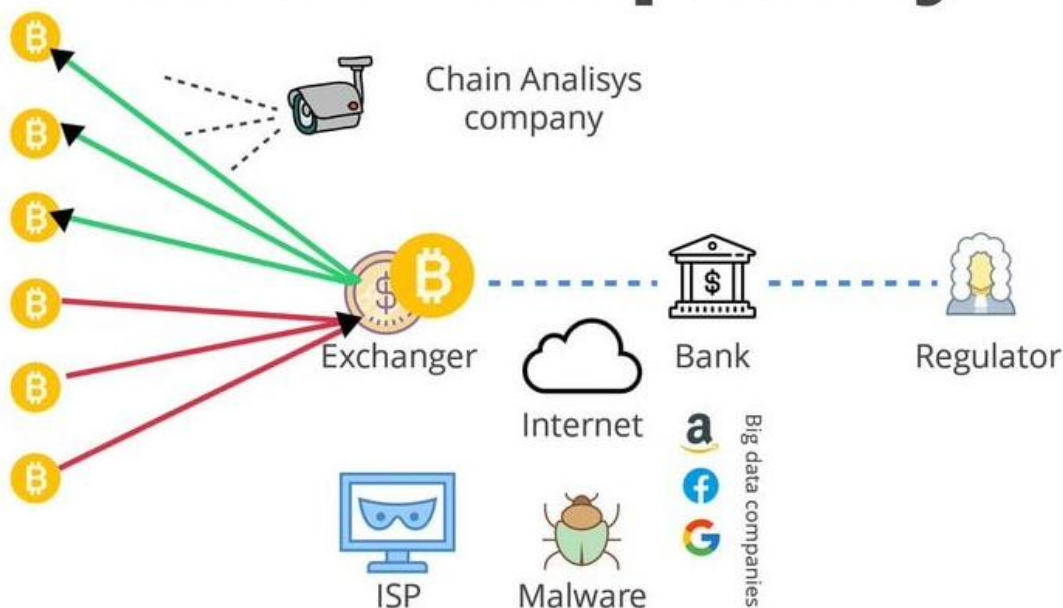 Chain Analisys
company
Exchanger
Bank
Regulator
Internet
Big data companies
ISP
Malware